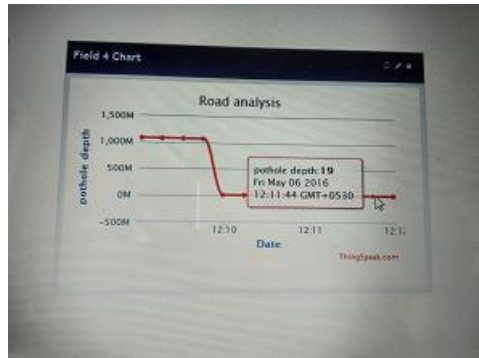 Field 4 Chart
Road analysis
1,500M
1,000M
500M
0M
-500M
pothole depth
pothole depth: 19
Fri May 06 2016
12:11:44 GMT+0530
12:10
12:11
Date
ThingSpeak.com